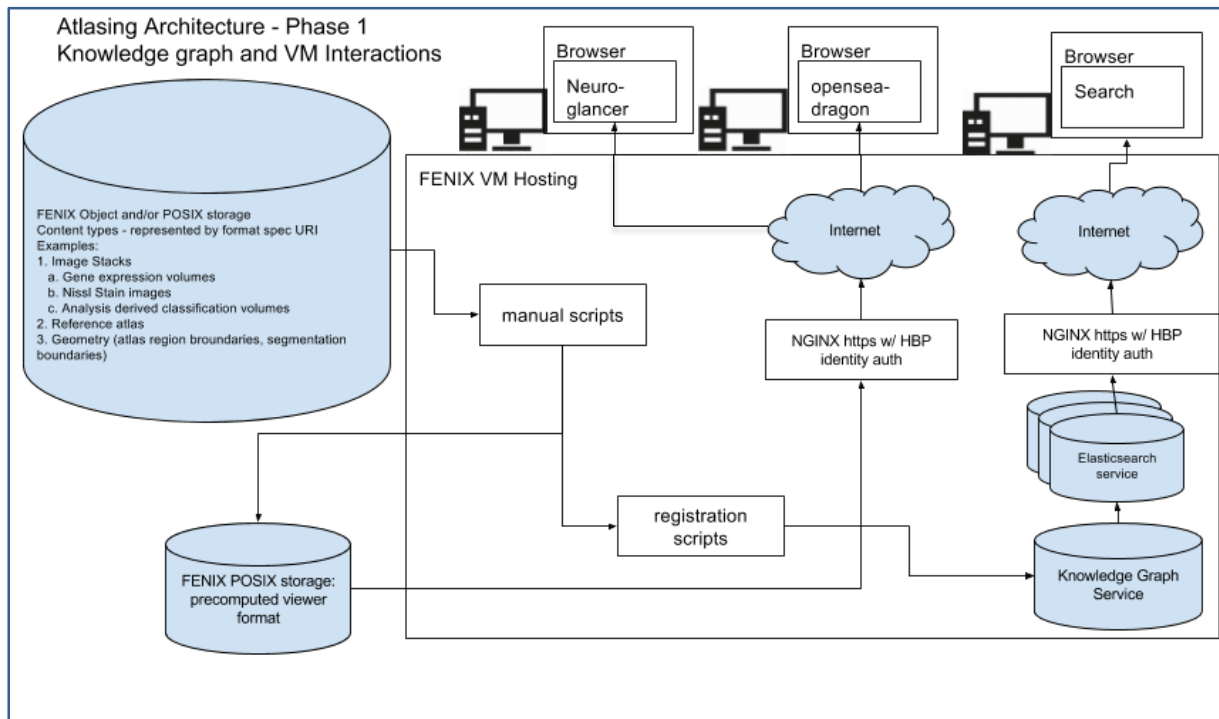 Atlasing Architecture - Phase 1
Knowledge graph and VM Interactions
Browser
Neuro-
glancer
Browser
opensea-
dragon
Browser
Search
FENIX VM Hosting
FENIX Object and/or POSIX storage
Content types - represented by format spec URI
Examples:
1. Image Stacks
a. Gene expression volumes
b. Nissl Stain images
c. Analysis derived classification volumes
2. Reference atlas
3. Geometry (atlas region broundaries, segmentation
boundaries)
Internet
Internet
manual scripts
NGINX https w/ HBP
identity auth
NGINX https w/ HBP
identity auth
Elasticsearch
service
registration
scripts
FENIX POSIX storage:
precomputed viewer
format
Knowledge Graph
Service